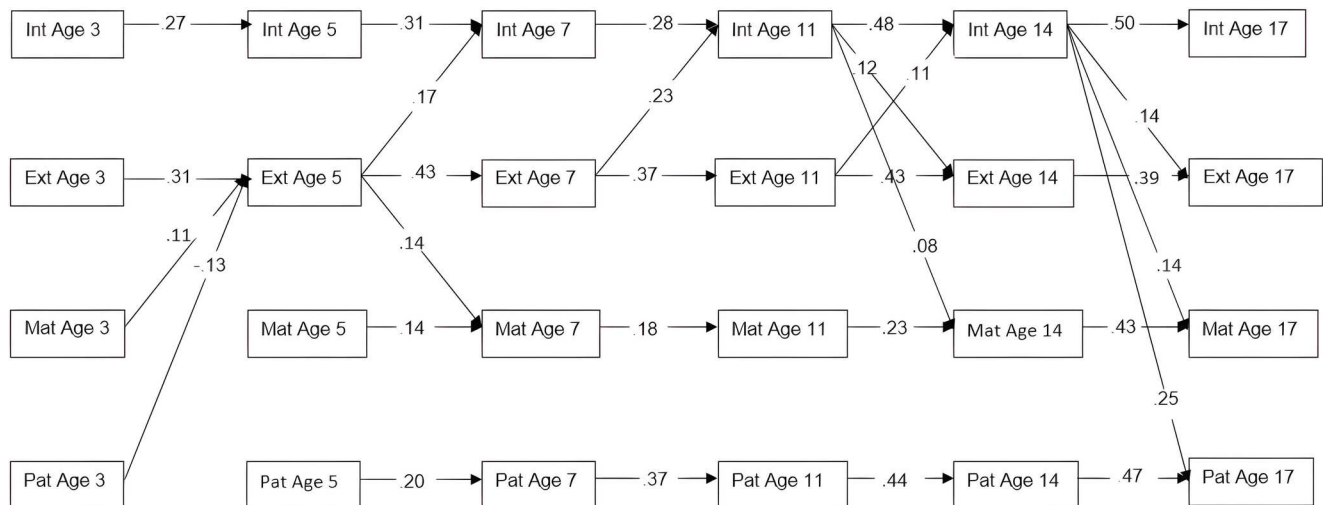 Int Age 3 .27 Int Age 5 .31 Int Age 7 .28 Int Age 11 .48 Int Age 14 .50 Int Age 17
.12 .11
.17 .23 .14
Ext Age 3 .31 Ext Age 5 .43 Ext Age 7 .37 Ext Age 11 .43 Ext Age 14 .39 Ext Age 17
.11 .14 .08
-.13 .14
Mat Age 3 Mat Age 5 .14 Mat Age 7 .18 Mat Age 11 .23 Mat Age 14 .43 Mat Age 17
.25
Pat Age 3 Pat Age 5 .20 Pat Age 7 .37 Pat Age 11 .44 Pat Age 14 .47 Pat Age 17